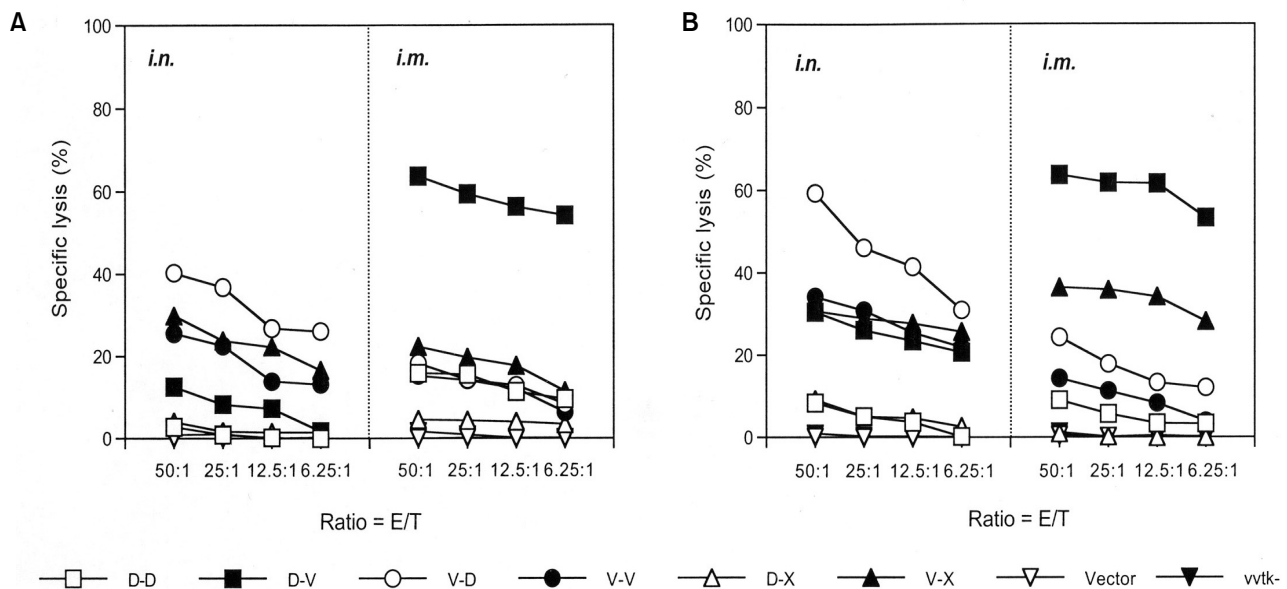 A
B
100
80
60
40
20
0
Specific lysis (%)
i.n.
i.m.
50:1 25:1 12.5:1 6.25:1
50:1 25:1 12.5:1 6.25:1
Ratio = E/T
100
80
60
40
20
0
Specific lysis (%)
i.n.
i.m.
50:1 25:1 12.5:1 6.25:1
50:1 25:1 12.5:1 6.25:1
Ratio = E/T
D-D D-V V-D V-V D-X V-X Vector vvtk-